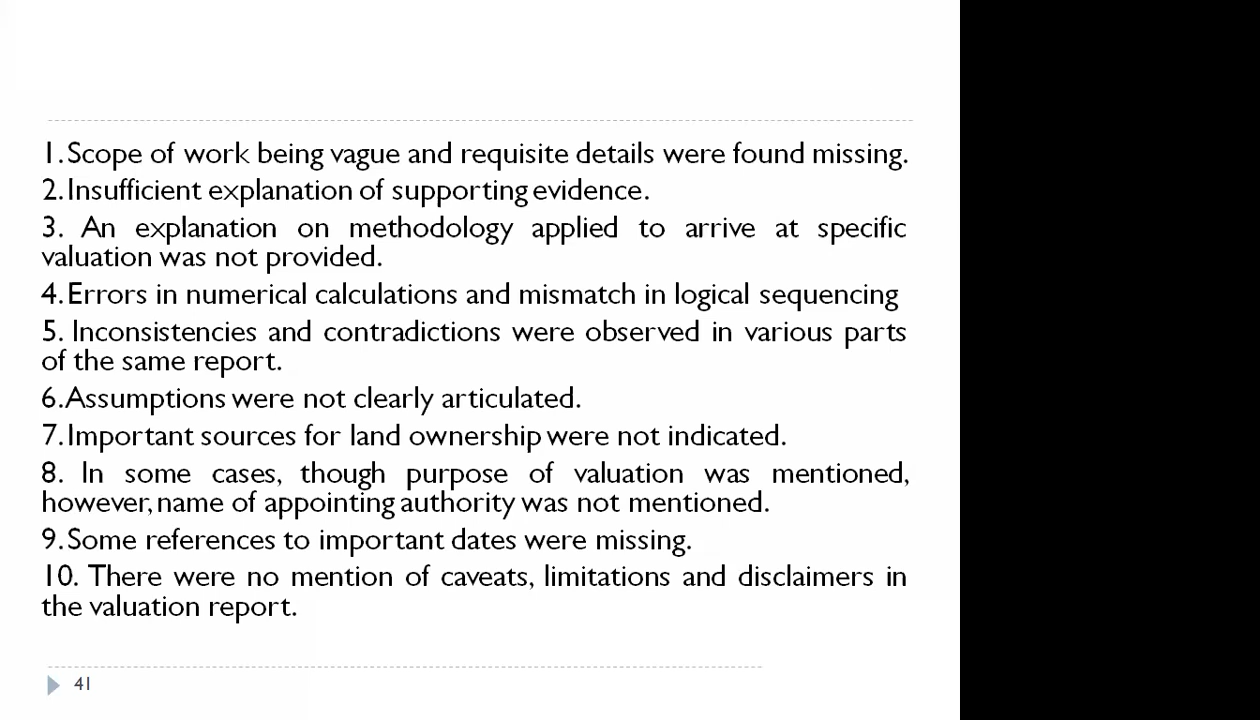 1. Scope of work being vague and requisite details were found missing.
2. Insufficient explanation of supporting evidence.
3. An explanation on methodology applied to arrive at specific
valuation was not provided.
4. Errors in numerical calculations and mismatch in logical sequencing
5. Inconsistencies and contradictions were observed in various parts
of the same report.
6. Assumptions were not clearly articulated.
7. Important sources for land ownership were not indicated.
8. In some cases, though purpose of valuation was mentioned,
however, name of appointing authority was not mentioned.
9. Some references to important dates were missing.
10. There were no mention of caveats, limitations and disclaimers in
the valuation report.
41